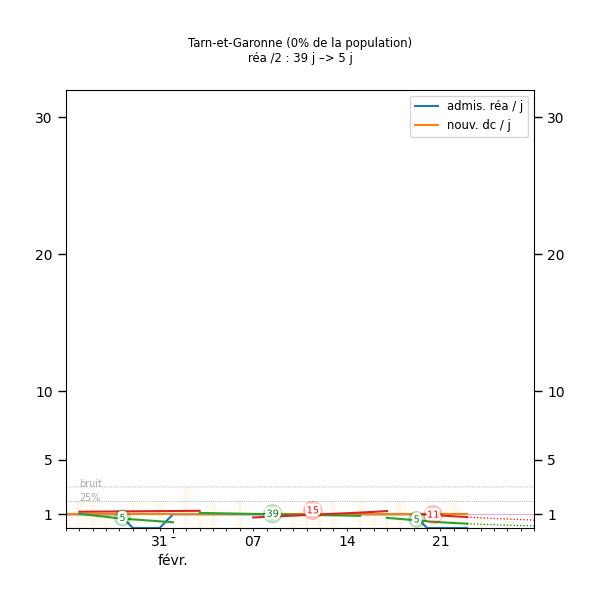 Tarn-et-Garonne (0% de la population)
réa /2 : 39 j –> 5 j
admis. réa / j
nouv. dc / j
30 30
20 20
10 10
5 5
bruit
25%
1 1
5 39 15 5 -11
31 - 07 14 21
févr.